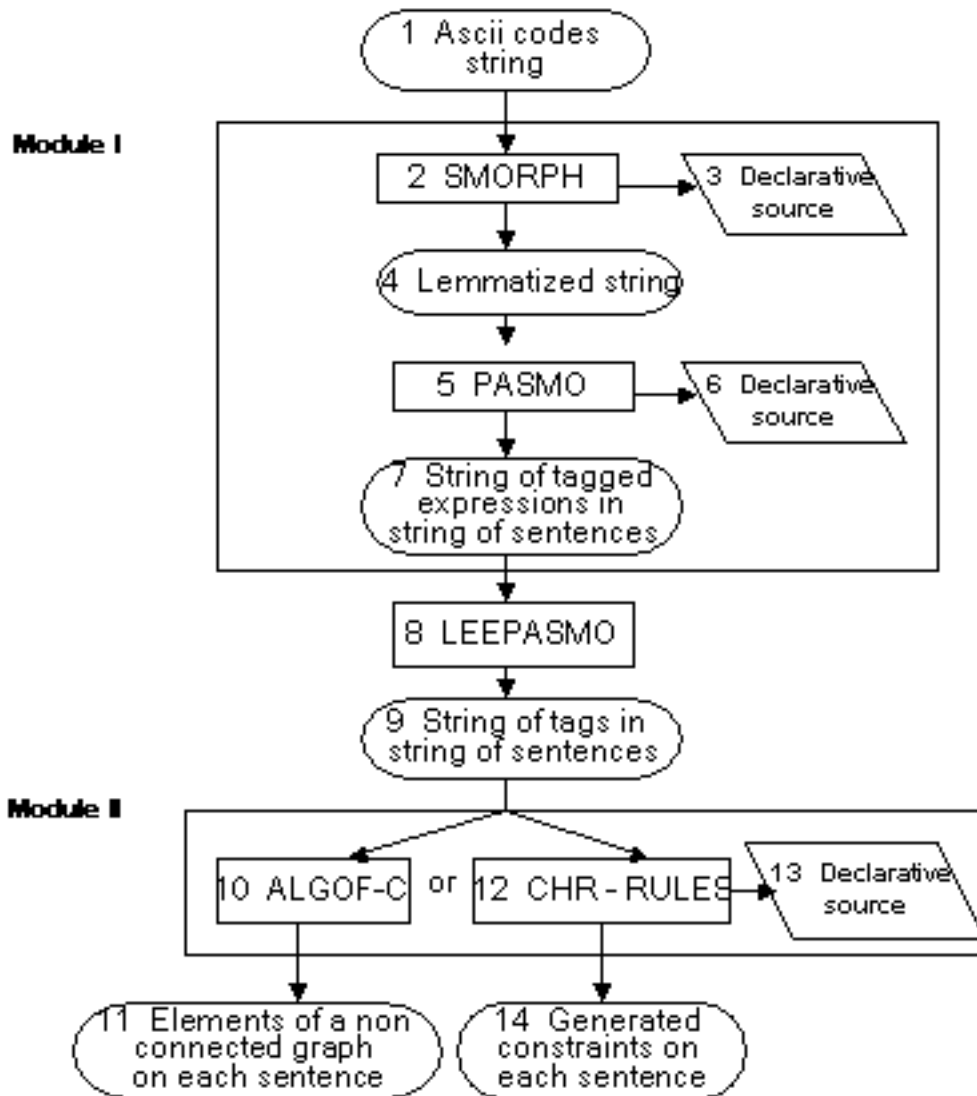 1 Ascii codes
string
Module I
2 SMORPH
3 Declarative
source
4 Lemmatized string
5 PASMO
6 Declarative
source
7 String of tagged
expressions in
string of sentences
8 LEEPASMO
9 String of tags in
string of sentences
Module II
10 ALGOF-C
or
12 CHR-RULES
13 Declarative
source
11 Elements of a non
connected graph
on each sentence
14 Generated
constraints on
each sentence